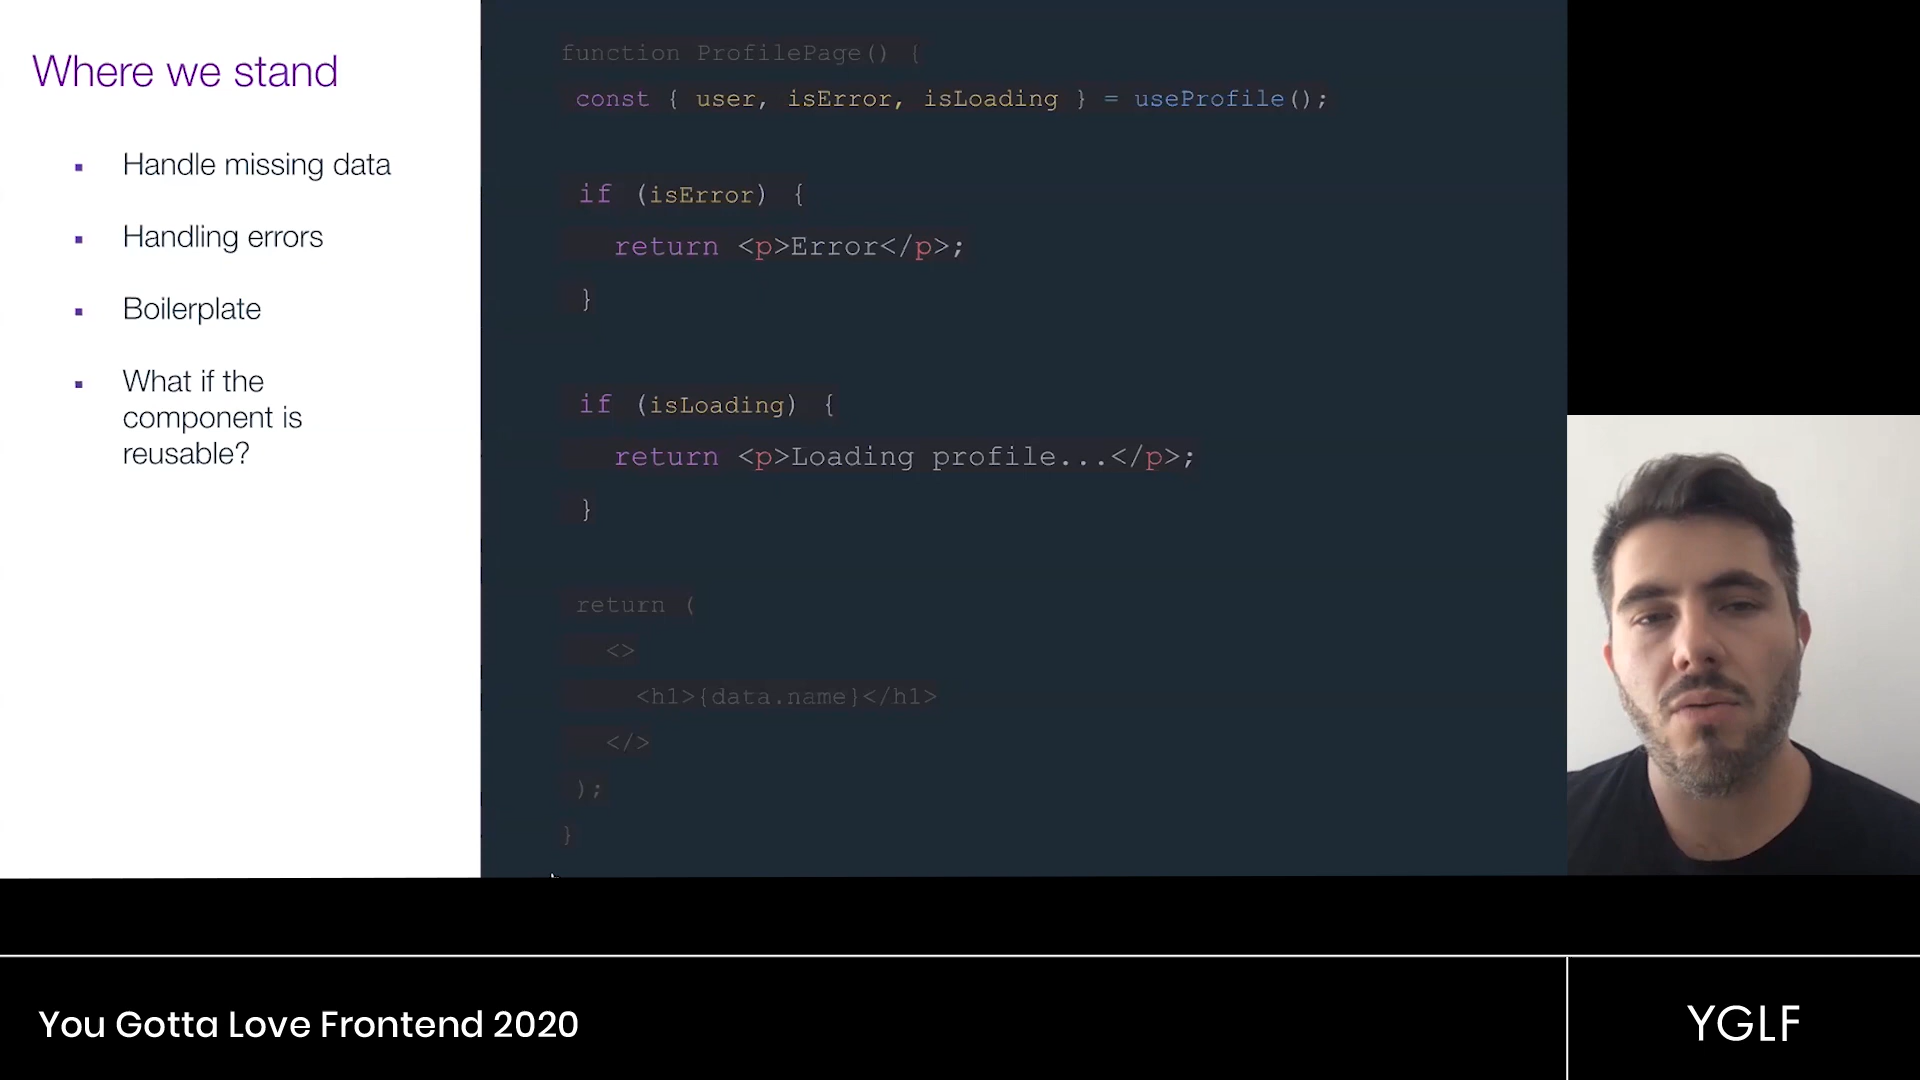 Where we stand
▪ Handle missing data
▪ Handling errors
▪ Boilerplate
▪ What if the
component is
reusable?
function ProfilePage() {
const { user, isError, isLoading } = useProfile();
if (isError) {
return <p>Error</p>;
}
if (isLoading) {
return <p>Loading profile...</p>;
}
return (
<>
<h1>{data.name}</h1>
</>
);
}
You Gotta Love Frontend 2020
YGLF